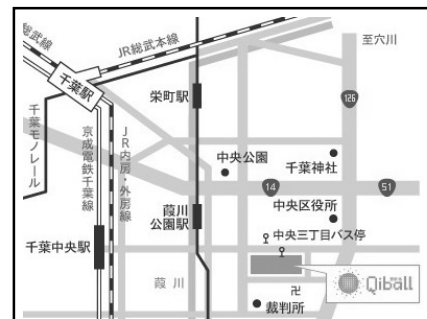 総武線
JR総武本線
至穴川
千葉駅
栄町駅
126
千葉モノレール
京成電鉄千葉線
JR内房・外房線
中央公園
千葉神社
14
51
葭川
公園駅
中央区役所
千葉中央駅
中央三丁目バス停
葭川
卍
裁判所
Qiball